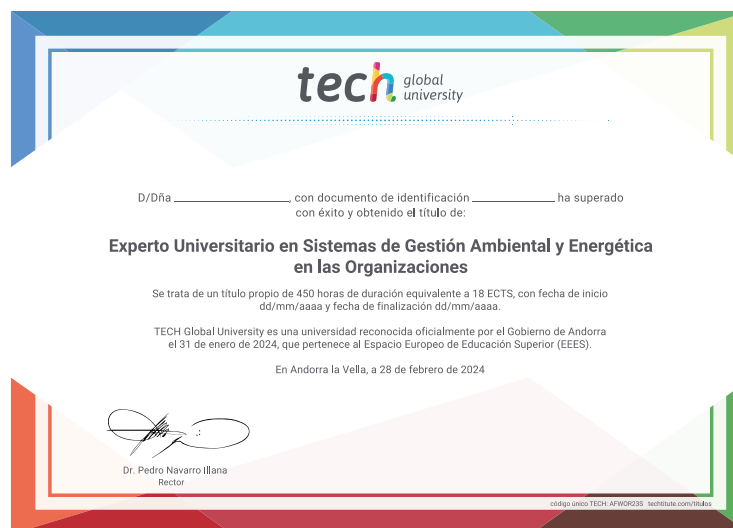 tech global university
D/Dña ____________________, con documento de identificación ______________ ha superado
con éxito y obtenido el título de:
Experto Universitario en Sistemas de Gestión Ambiental y Energética
en las Organizaciones
Se trata de un título propio de 450 horas de duración equivalente a 18 ECTS, con fecha de inicio
dd/mm/aaaa y fecha de finalización dd/mm/aaaa.
TECH Global University es una universidad reconocida oficialmente por el Gobierno de Andorra
el 31 de enero de 2024, que pertenece al Espacio Europeo de Educación Superior (EEES).
En Andorra la Vella, a 28 de febrero de 2024
Dr. Pedro Navarro Illana
Rector
código único TECH: AFWOR23S techtitute.com/titulos